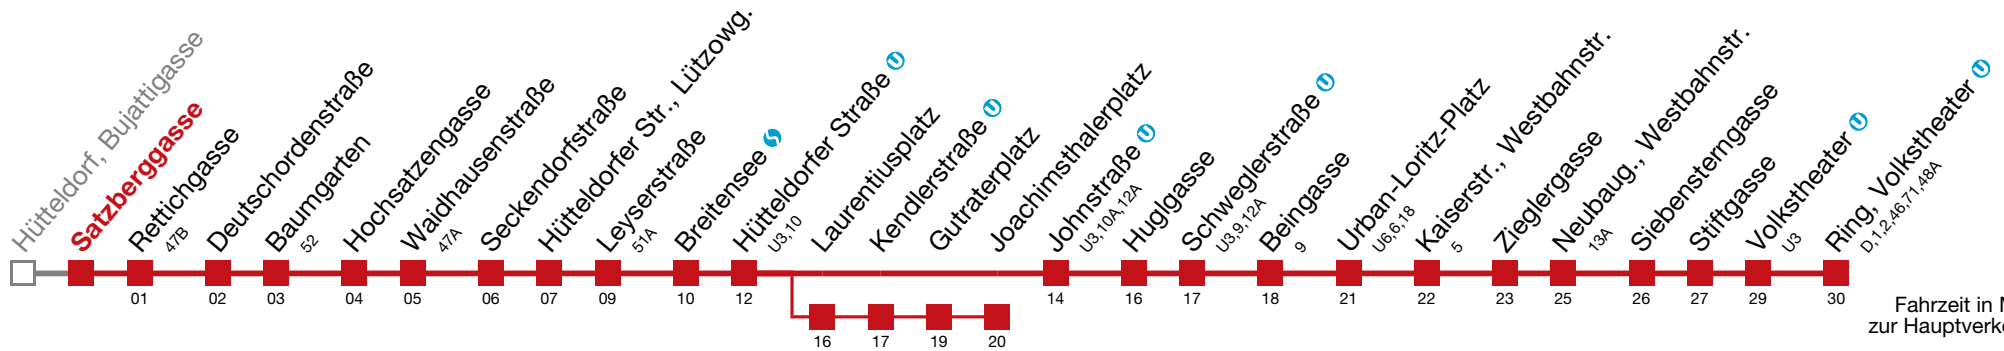 Hütteldorf, Bujattigasse
Satzberggasse
Rettichgasse
47B
Deutschordenstraße
Baumgarten
52
Hochsatzengasse
Waidhausenstraße
47A
Seckendorfstraße
Hütteldorfer Str., Lützowg.
Leyserstraße
51A
Breitensee
Hütteldorfer Straße U
U3,10
Laurentiusplatz
Kendlerstraße U
Gutraterplatz
Joachimsthalerplatz
Johnstraße U
U3,10A,12A
Huglgasse
Schweglerstraße U
U3,9,12A
Beingasse
9
Urban-Loritz-Platz
U6,6,18
Kaiserstr., Westbahnstr.
5
Zieglergasse
Neubaug., Westbahnstr.
13A
Siebensterngasse
Stiftgasse
Volkstheater U
U3
Ring, Volkstheater U
D,1,2,46,71,48A
01 02 03 04 05 06 07 09 10 12 14 16 17 18 21 22 23 25 26 27 29 30
16 17 19 20
Fahrzeit in M
zur Hauptverke